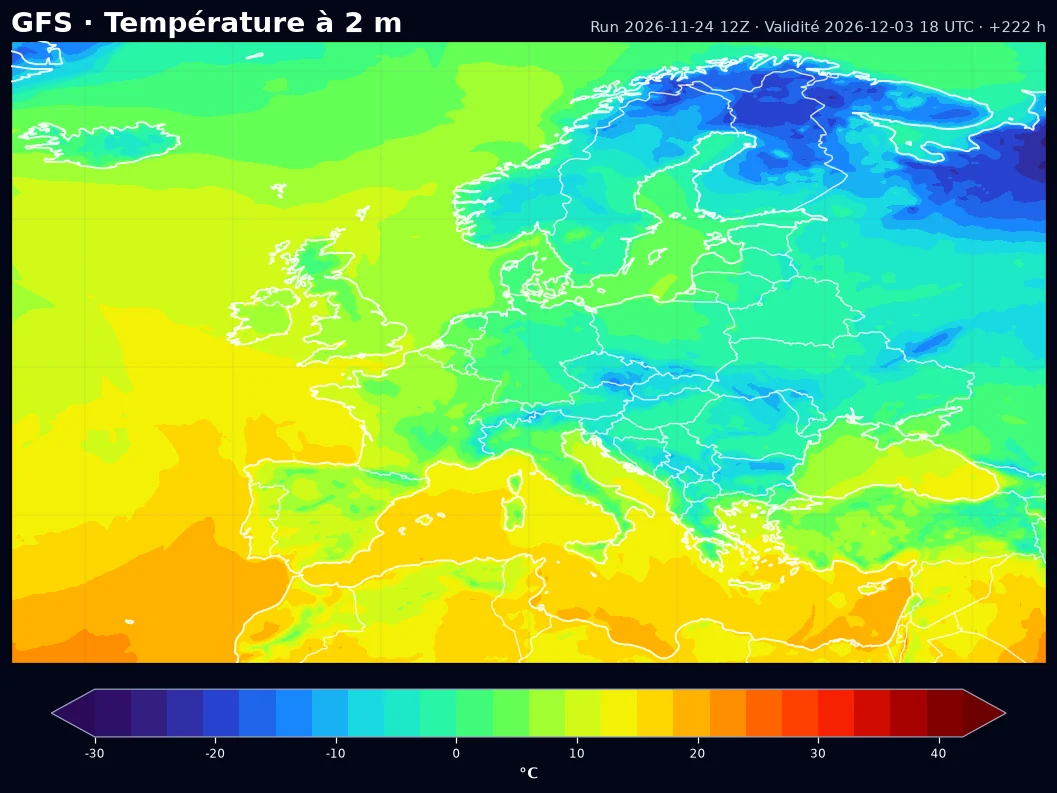 GFS · Température à 2 m
Run 2026-11-24 12Z · Validité 2026-12-03 18 UTC · +222 h
-30 -20 -10 0 10 20 30 40
°C